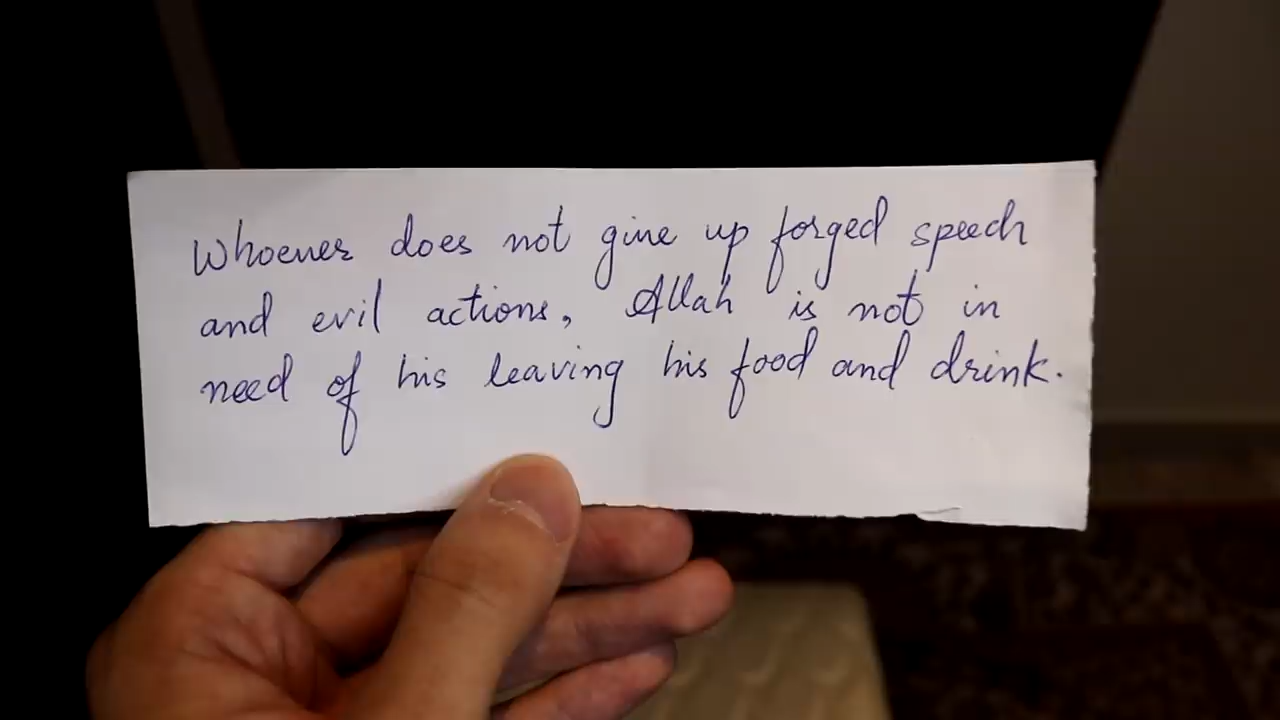 Whoever does not give up forged speech
and evil actions, Allah is not in
need of his leaving his food and drink.